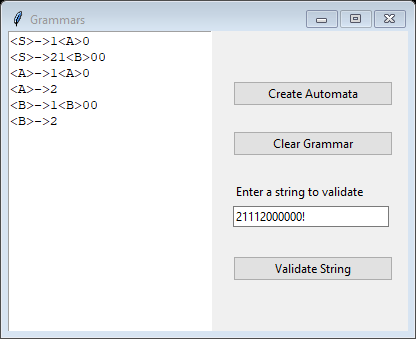 Grammars
<S>->1<A>0
<S>->21<B>00
<A>->1<A>0
<A>->2
<B>->1<B>00
<B>->2
Create Automata
Clear Grammar
Enter a string to validate
21112000000!
Validate String